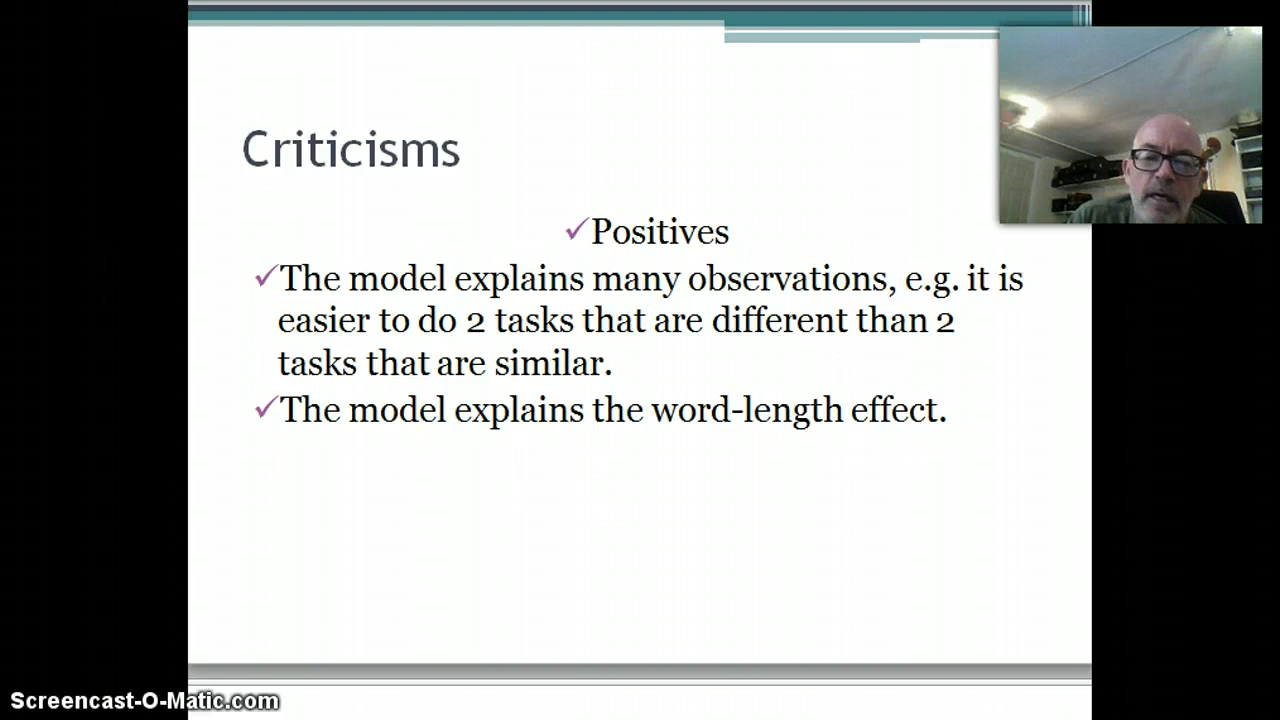 Criticisms
Positives
The model explains many observations, e.g. it is
easier to do 2 tasks that are different than 2
tasks that are similar.
The model explains the word-length effect.
Screencast-O-Matic.com